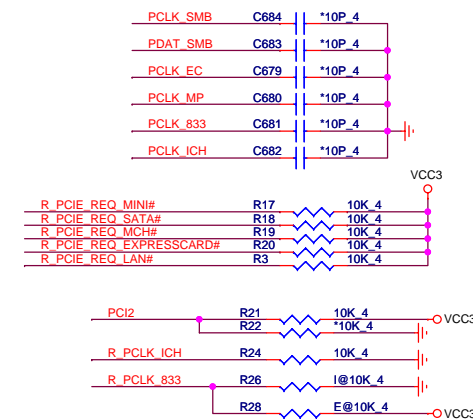 PCLK_SMB C684 *10P_4
PDAT_SMB C683 *10P_4
PCLK_EC C679 *10P_4
PCLK_MP C680 *10P_4
PCLK_833 C681 *10P_4
PCLK_ICH C682 *10P_4
VCC3
R_PCIE_REQ_MINI# R17 10K_4
R_PCIE_REQ_SATA# R18 10K_4
R_PCIE_REQ_MCH# R19 10K_4
R_PCIE_REQ_EXPRESSCARD# R20 10K_4
R_PCIE_REQ_LAN# R3 10K_4
PCI2 R21 10K_4 VCC3
R22 *10K_4
R_PCLK_ICH R24 10K_4
R_PCLK_833 R26 I@10K_4
R28 E@10K_4 VCC3